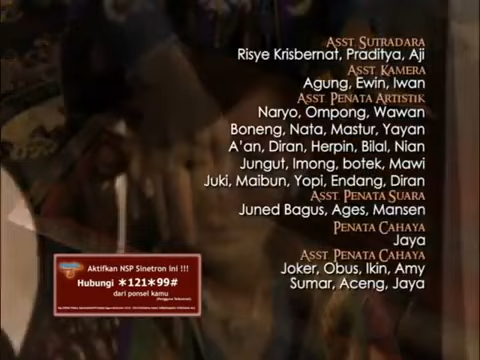 Asst Sutradara
Risye Krisbernat, Praditya, Aji
Asst Kamera
Agung, Ewin, Iwan
Asst Penata Artistik
Naryo, Ompong, Wawan
Boneng, Nata, Mastur, Yayan
A'an, Diran, Herpin, Bilal, Nian
Jungut, Imong, botek, Mawi
Juki, Maibun, Yopi, Endang, Diran
Asst Penata Suara
Juned Bagus, Ages, Mansen
Penata Cahaya
Jaya
Asst Penata Cahaya
Joker, Obus, Ikin, Amy
Sumar, Aceng, Jaya
Aktifkan NSP Sinetron ini !!!
Hubungi *121*99#
dari ponsel kamu
(Pengguna Telkomsel)